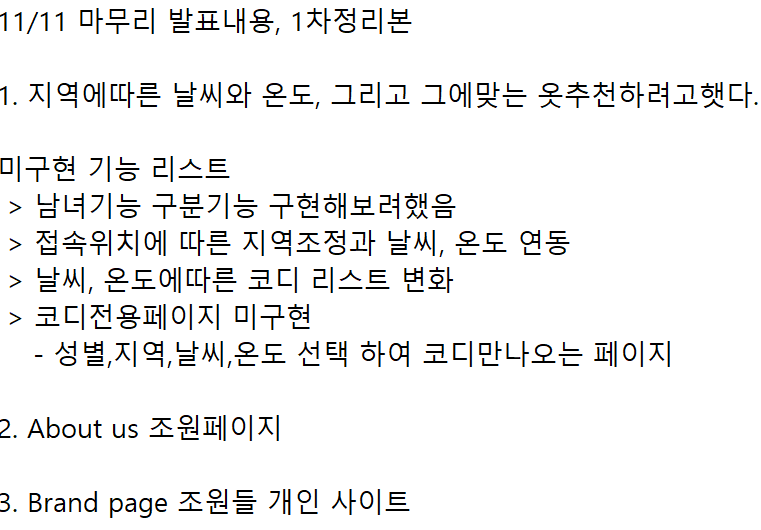 11/11 마무리 발표내용, 1차정리본
1. 지역에따른 날씨와 온도, 그리고 그에맞는 옷추천하려고햇다.
미구현 기능 리스트
> 남녀기능 구분기능 구현해보려했음
> 접속위치에 따른 지역조정과 날씨, 온도 연동
> 날씨, 온도에따른 코디 리스트 변화
> 코디전용페이지 미구현
- 성별,지역,날씨,온도 선택 하여 코디만나오는 페이지
2. About us 조원페이지
3. Brand page 조원들 개인 사이트